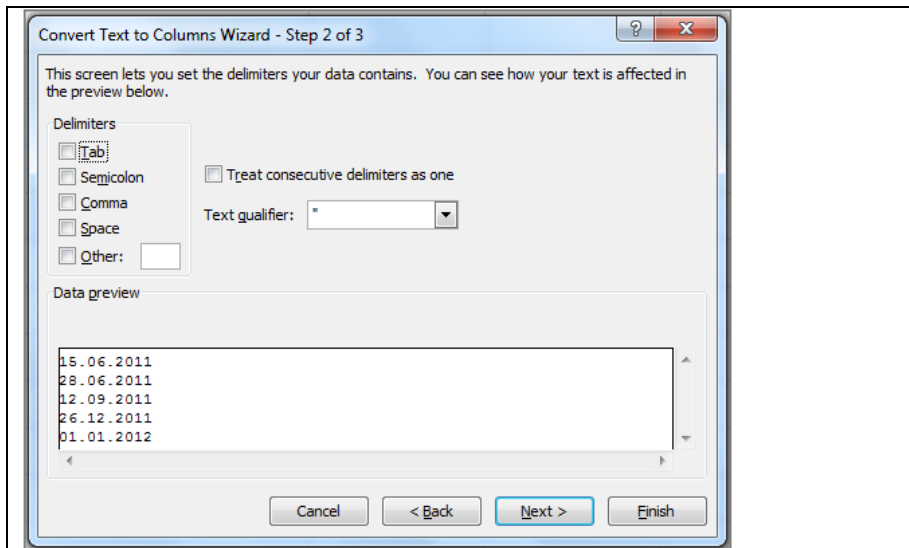 Convert Text to Columns Wizard - Step 2 of 3
This screen lets you set the delimiters your data contains. You can see how your text is affected in
the preview below.
Delimiters
Tab
Semicolon
Comma
Space
Other:
Treat consecutive delimiters as one
Text qualifier: "
Data preview
15.06.2011
28.06.2011
12.09.2011
26.12.2011
01.01.2012
Cancel < Back Next > Finish